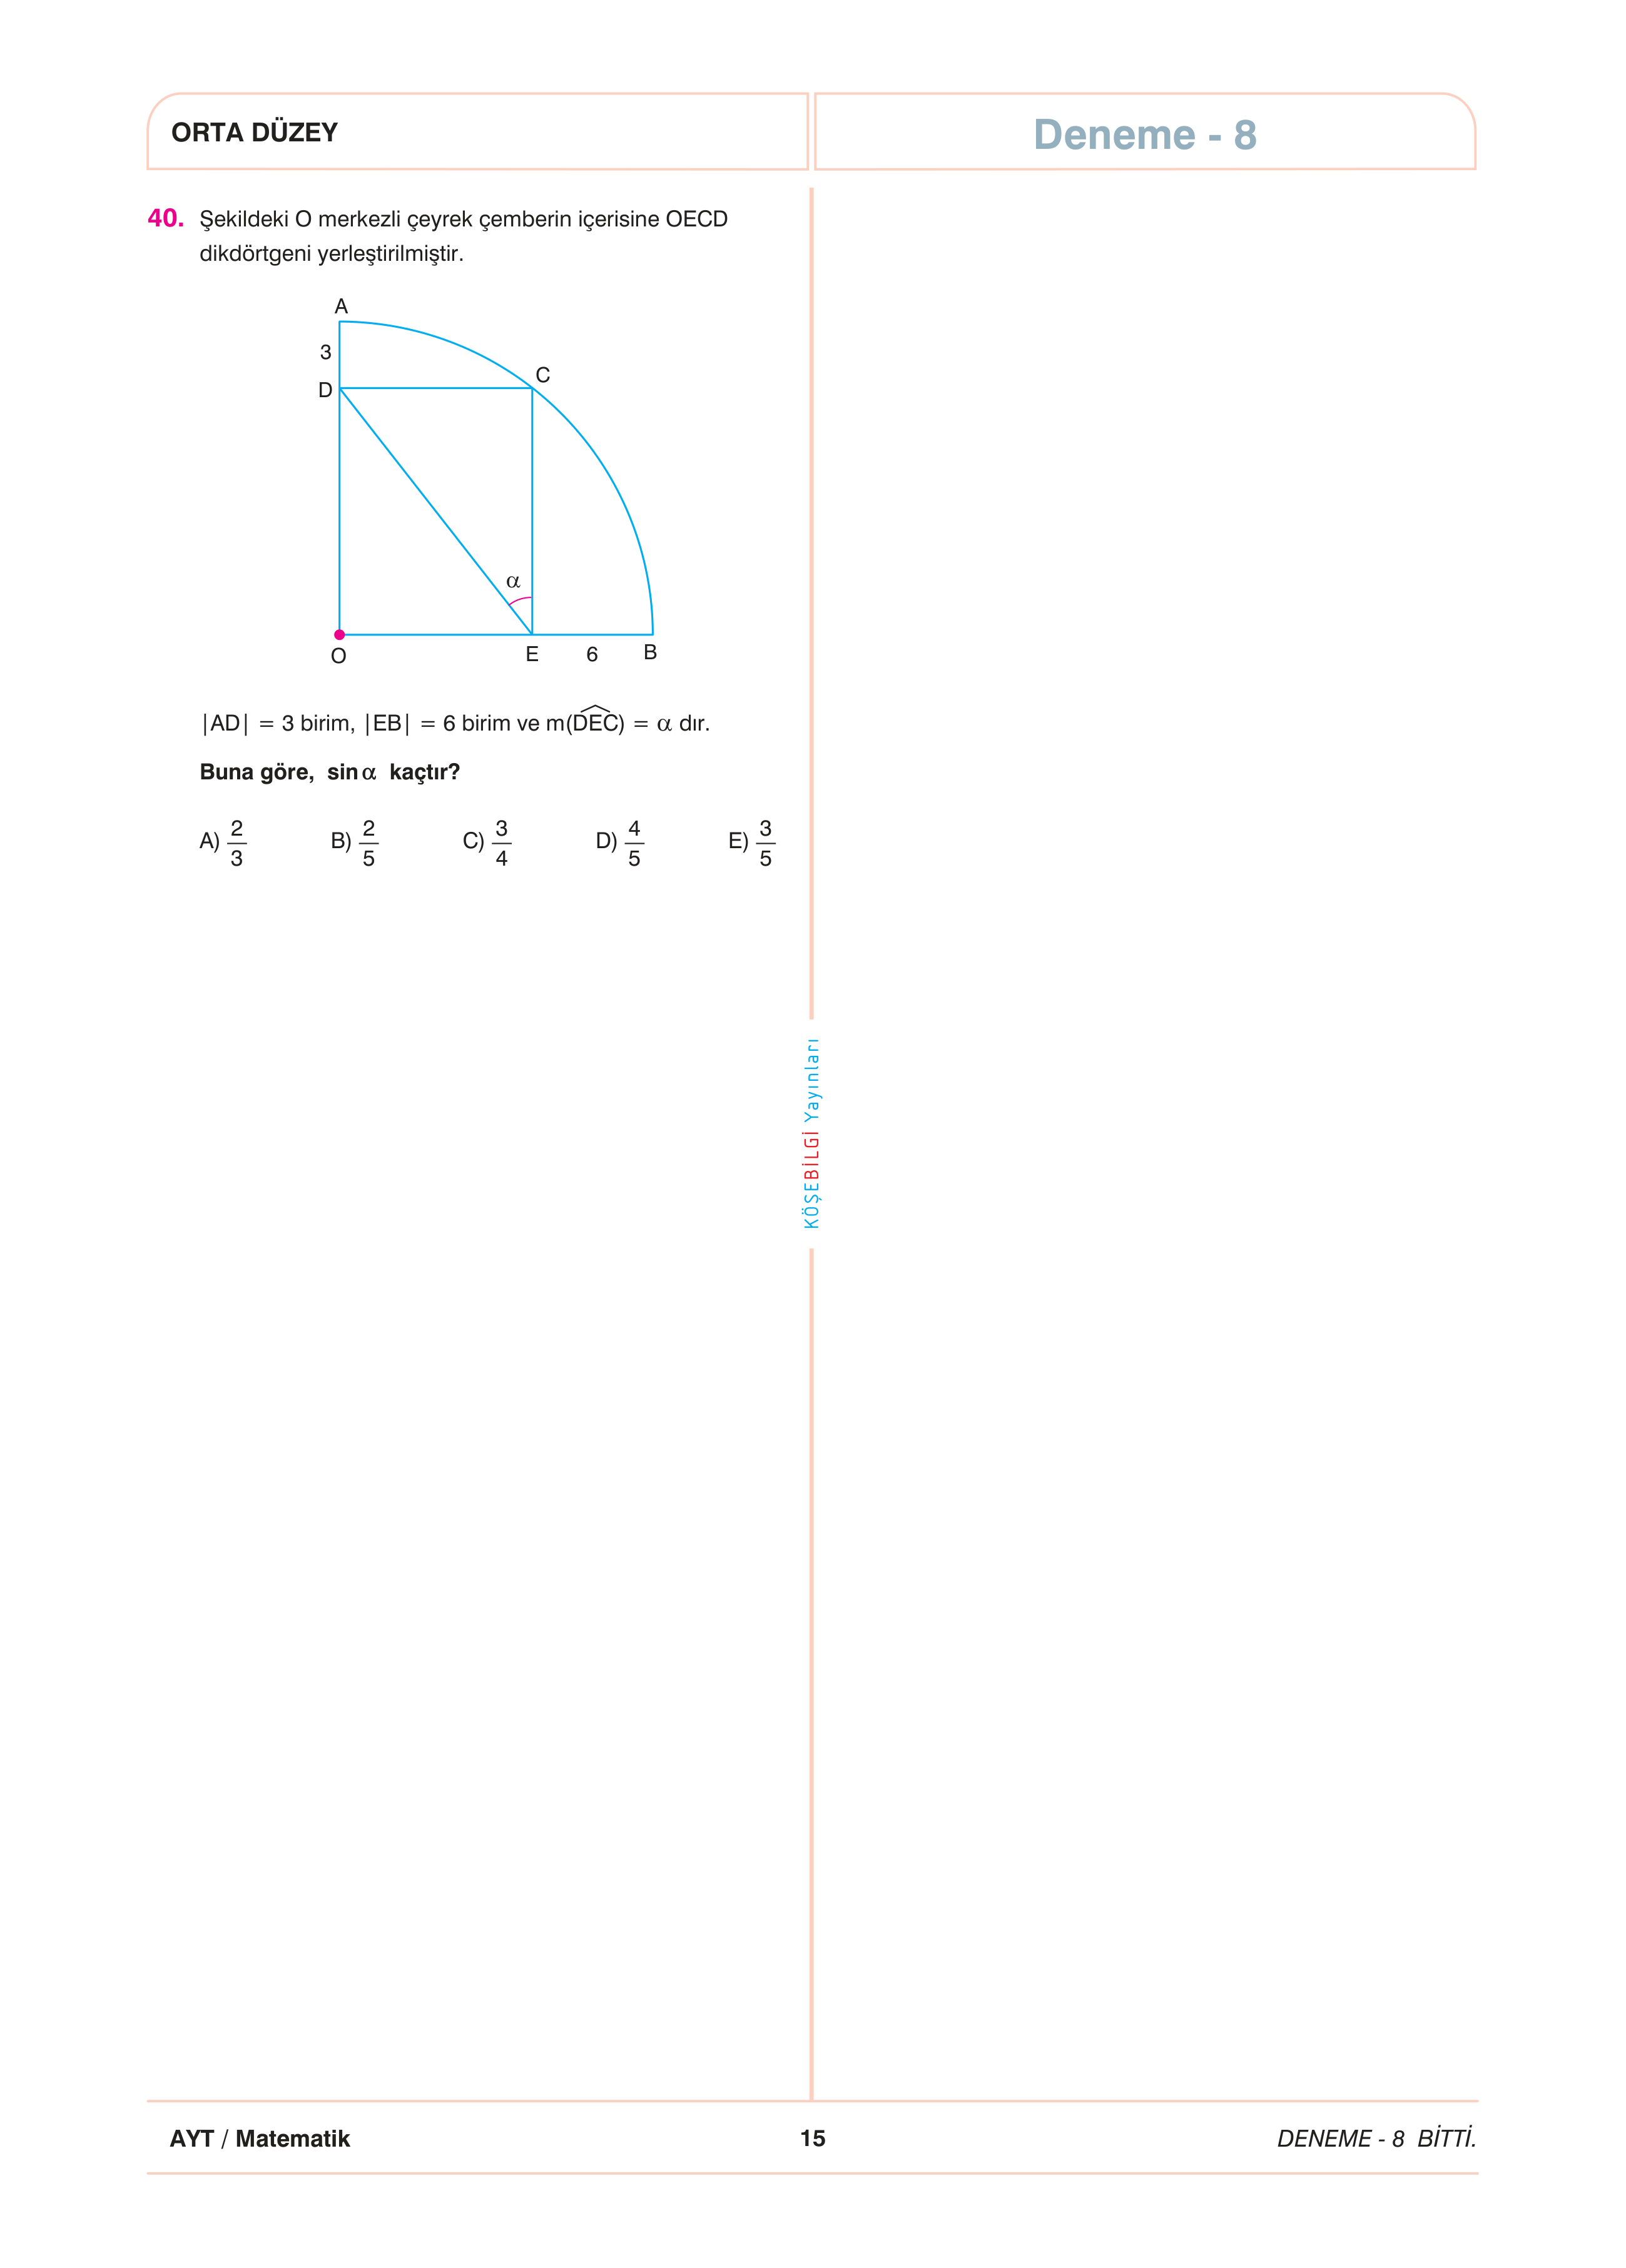 ORTA DÜZEY
Deneme - 8
40. Şekildeki O merkezli çeyrek çemberin içerisine OECD
dikdörtgeni yerleştirilmiştir.
A
3
D
C
α
O
E
6
B
|AD| = 3 birim, |EB| = 6 birim ve m(DEC) = α dır.
Buna göre, sin α kaçtır?
A) 2/3 B) 2/5 C) 3/4 D) 4/5 E) 3/5
KÖŞEBİLGİ Yayınları
AYT / Matematik
15
DENEME - 8 BİTTİ.